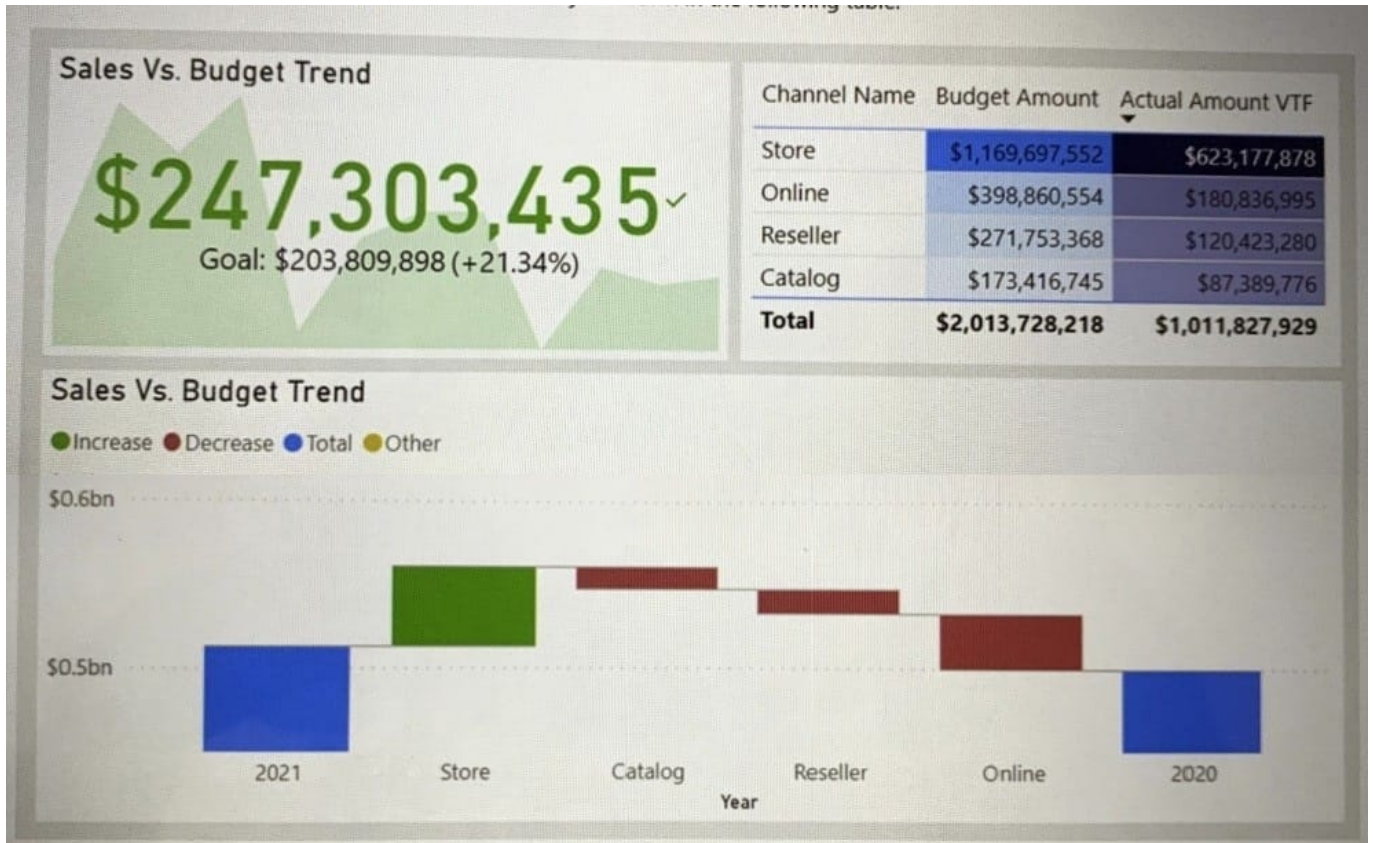 following table.
Sales Vs. Budget Trend
$247,303,435
Goal: $203,809,898 (+21.34%)
Channel Name Budget Amount Actual Amount VTF
Store $1,169,697,552 $623,177,878
Online $398,860,554 $180,836,995
Reseller $271,753,368 $120,423,280
Catalog $173,416,745 $87,389,776
Total $2,013,728,218 $1,011,827,929
Sales Vs. Budget Trend
Increase Decrease Total Other
$0.6bn
$0.5bn
2021 Store Catalog Reseller Online 2020
Year